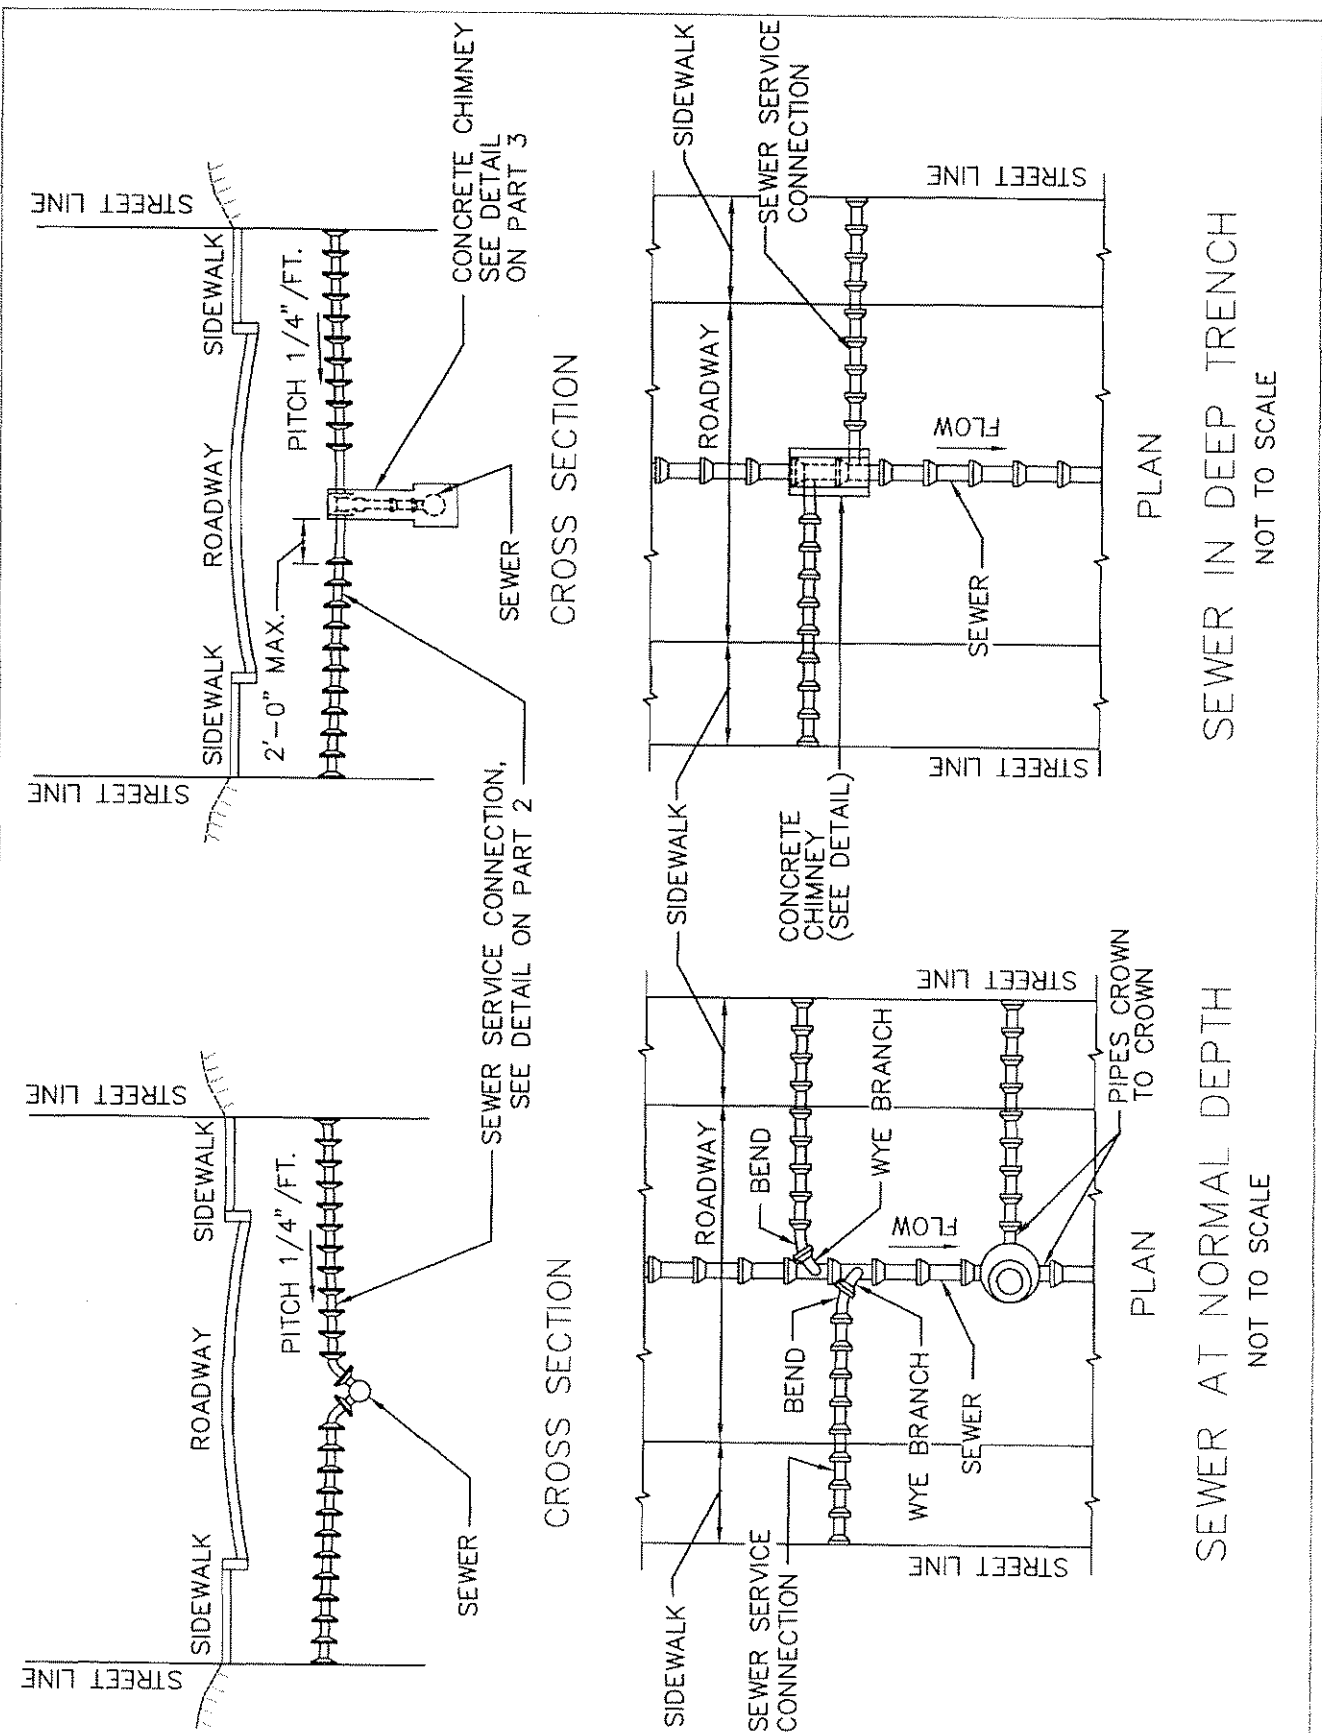 STREET LINE
SIDEWALK
ROADWAY
SIDEWALK
STREET LINE
PITCH 1/4"/FT.
SEWER
SEWER SERVICE CONNECTION,
SEE DETAIL ON PART 2
CROSS SECTION
STREET LINE
SIDEWALK
ROADWAY
SIDEWALK
STREET LINE
2'-0" MAX.
PITCH 1/4"/FT.
CONCRETE CHIMNEY
SEE DETAIL
ON PART 3
SEWER
CROSS SECTION
SIDEWALK
ROADWAY
SIDEWALK
SEWER SERVICE
CONNECTION
BEND
BEND
WYE BRANCH
WYE BRANCH
SEWER
FLOW
STREET LINE
STREET LINE
PIPES CROWN
TO CROWN
PLAN
SEWER AT NORMAL DEPTH
NOT TO SCALE
ROADWAY
SIDEWALK
SEWER SERVICE
CONNECTION
CONCRETE
CHIMNEY
(SEE DETAIL)
SEWER
FLOW
STREET LINE
STREET LINE
PLAN
SEWER IN DEEP TRENCH
NOT TO SCALE